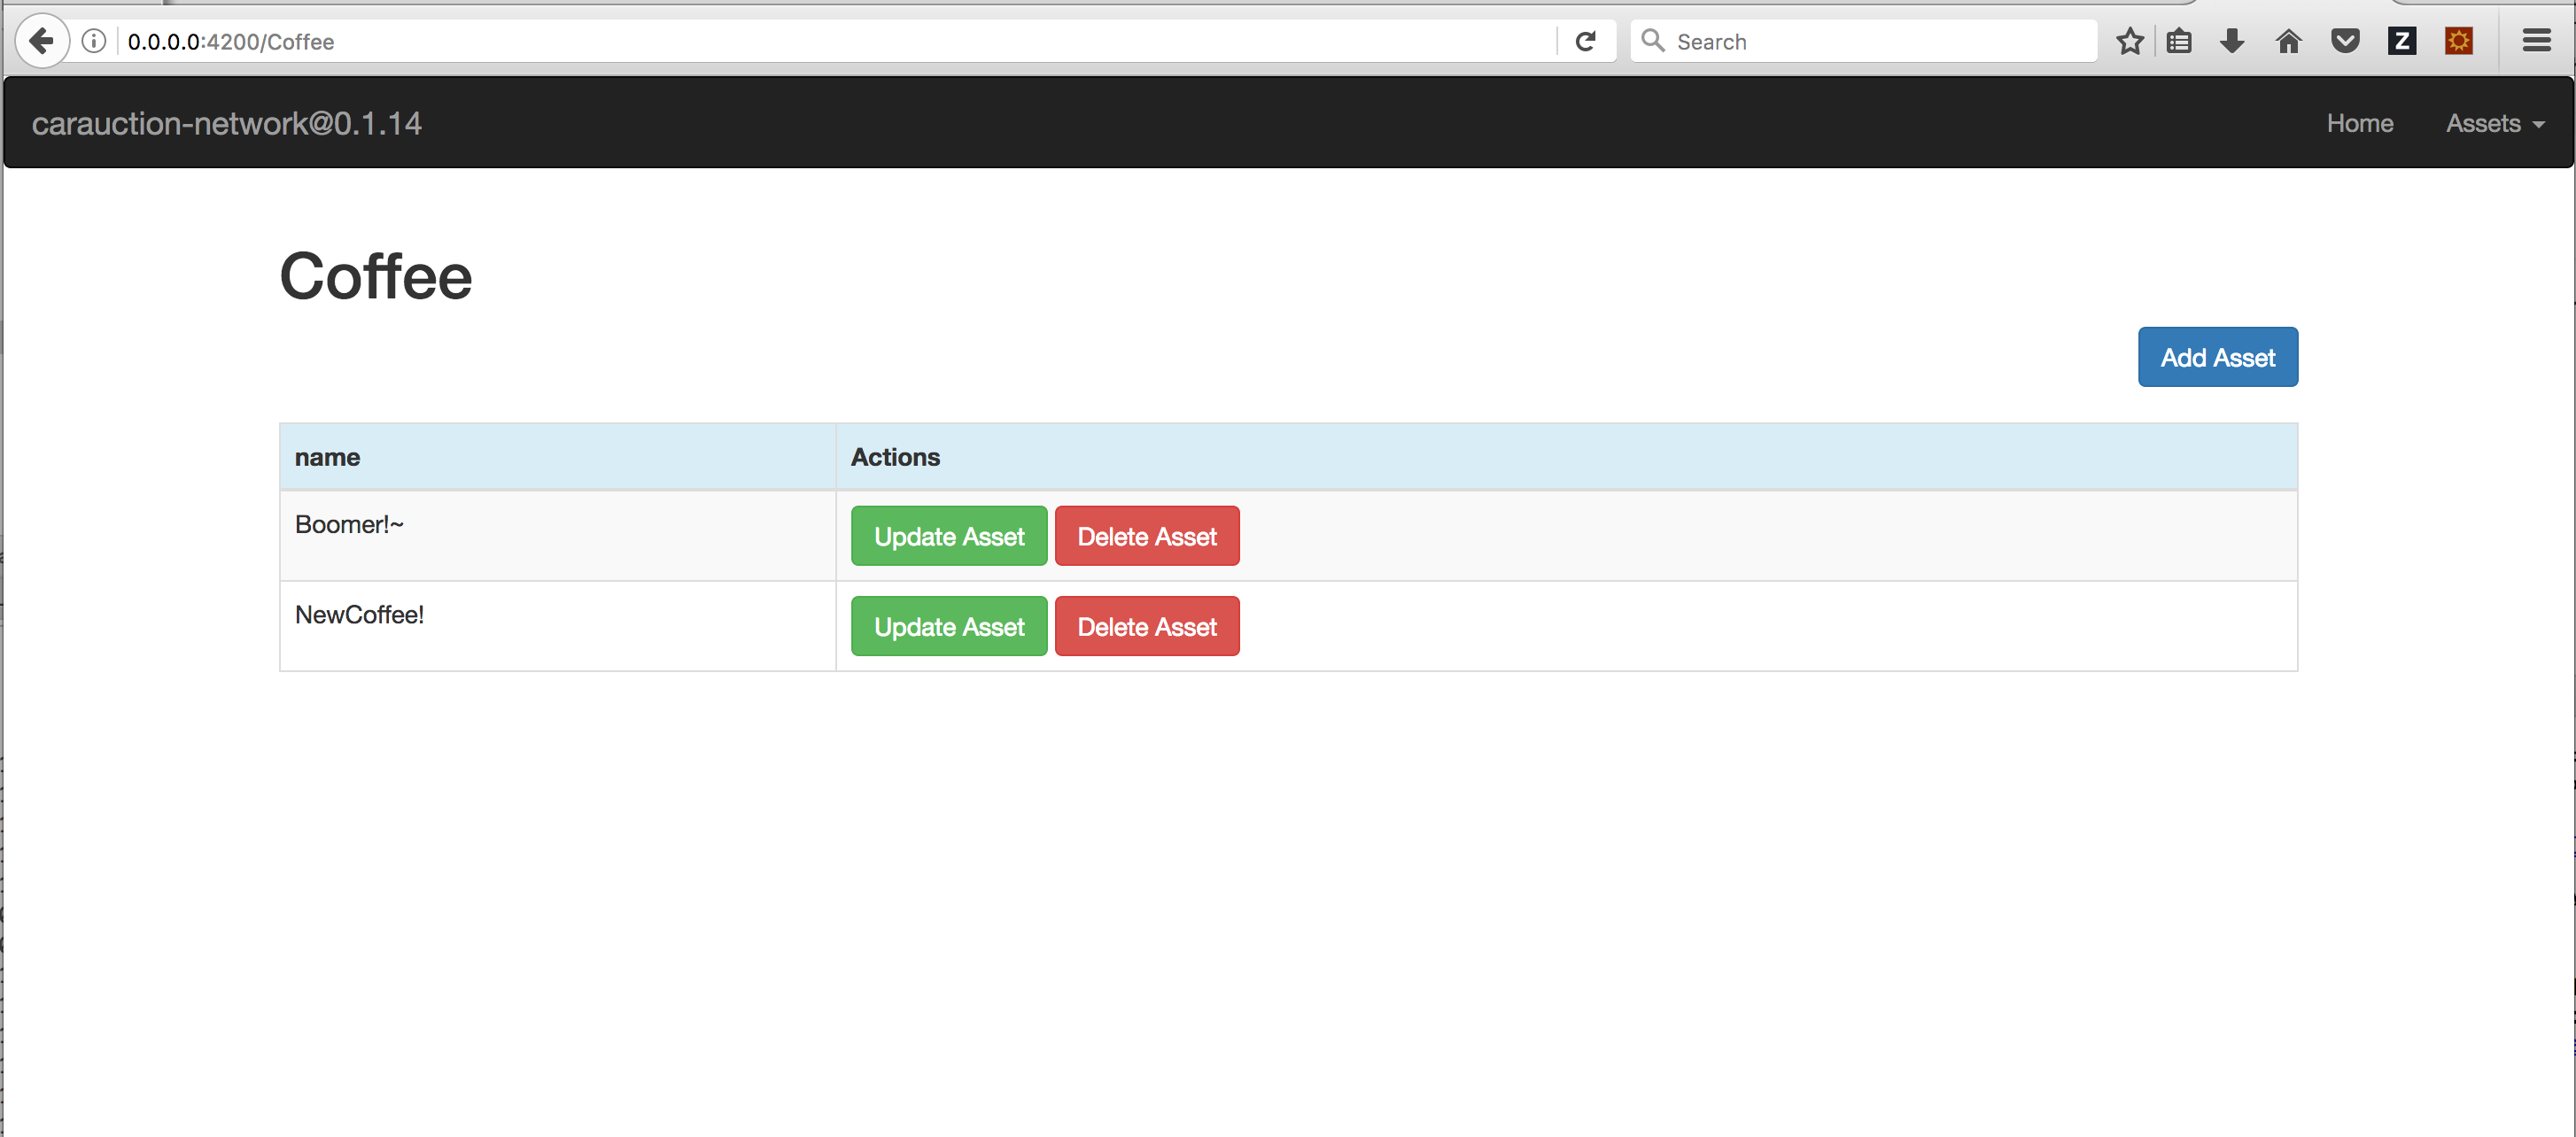 0.0.0.0:4200/Coffee
Search
Z
carauction-network@0.1.14
Home
Assets
Coffee
Add Asset
name
Actions
Boomer!~
Update Asset
Delete Asset
NewCoffee!
Update Asset
Delete Asset